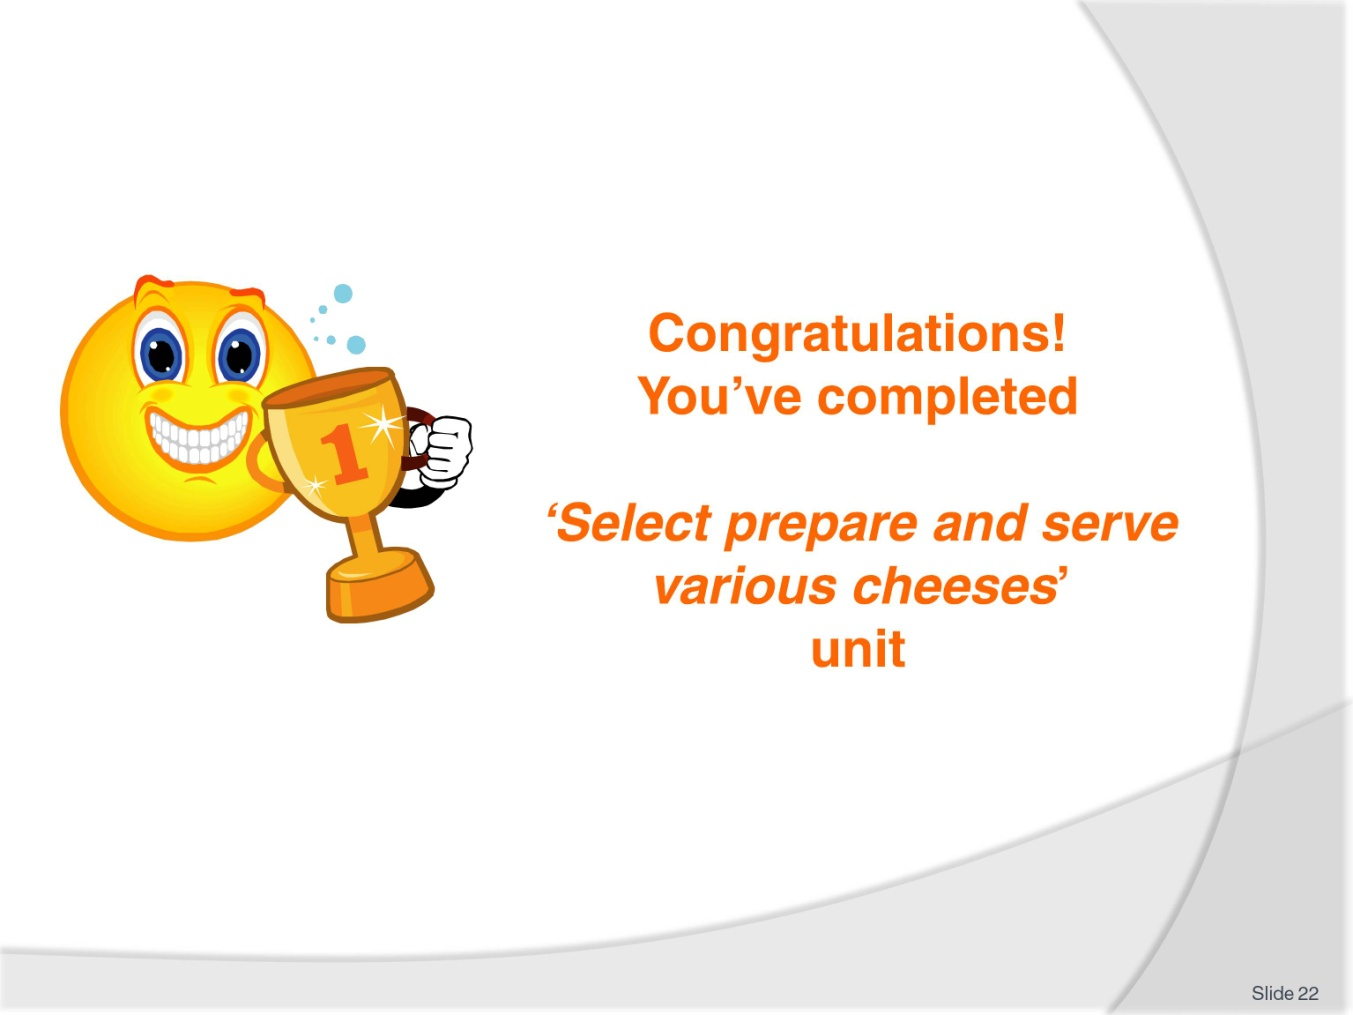 Congratulations!
You’ve completed
‘Select prepare and serve
various cheeses’
unit
1
Slide 22